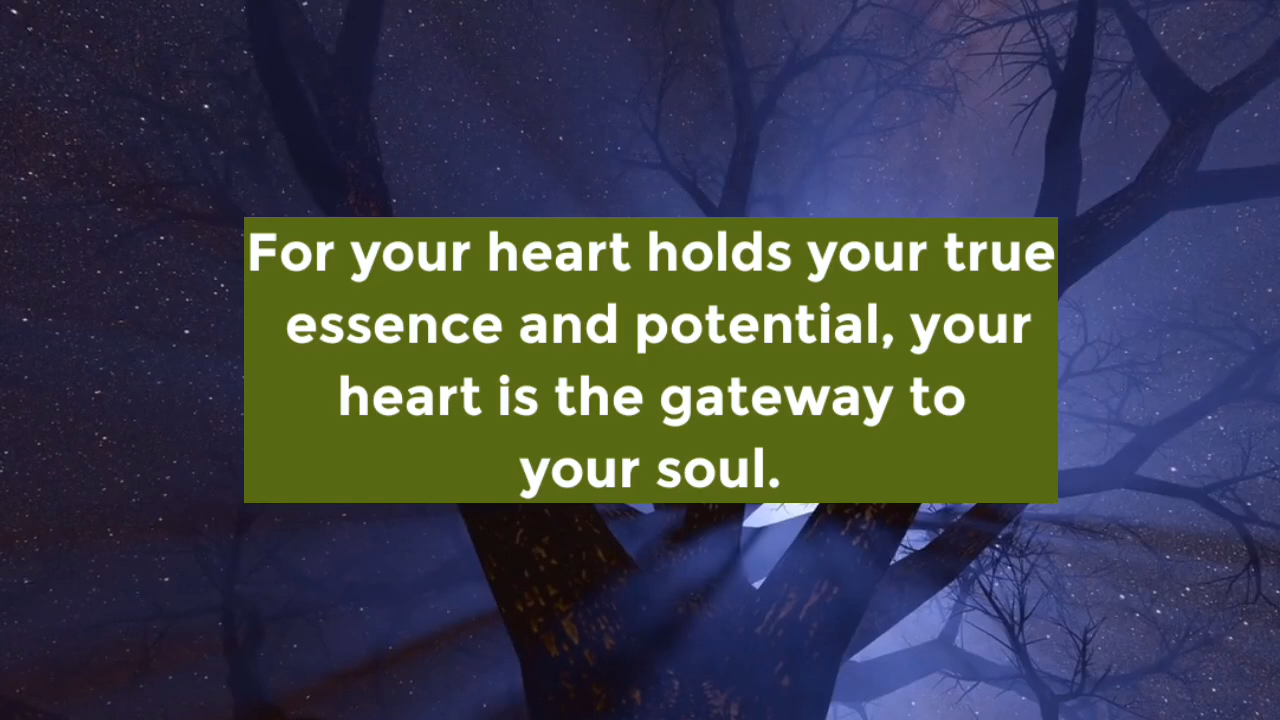 For your heart holds your true
essence and potential, your
heart is the gateway to
your soul.